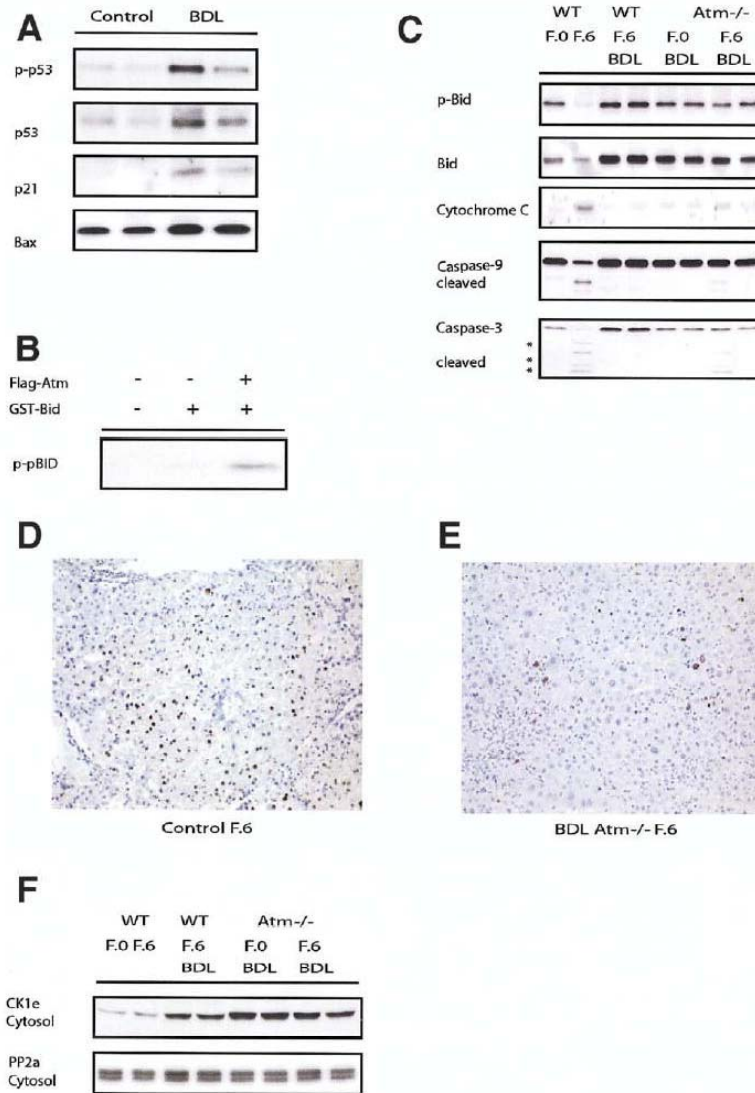 A
Control BDL
p-p53
p53
p21
Bax
B
Flag-Atm - - +
GST-Bid - + +
p-pBID
C
WT WT Atm-/-
F.0 F.6 F.6 F.0 F.6
BDL BDL BDL
p-Bid
Bid
Cytochrome C
Caspase-9
cleaved
Caspase-3
*
cleaved *
*
D
Control F.6
E
BDL Atm-/- F.6
F
WT WT Atm-/-
F.0 F.6 F.6 F.0 F.6
BDL BDL BDL
CK1e
Cytosol
PP2a
Cytosol